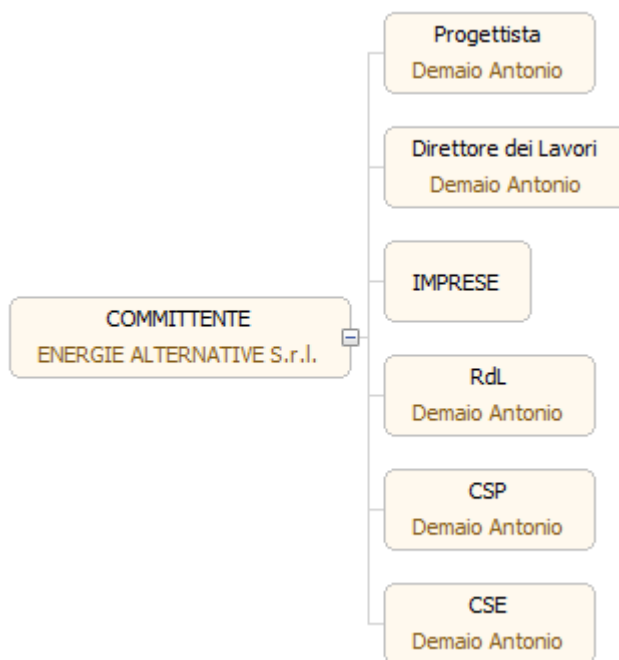 Progettista
Demaio Antonio
Direttore dei Lavori
Demaio Antonio
IMPRESE
COMMITTENTE
ENERGIE ALTERNATIVE S.r.l.
RdL
Demaio Antonio
CSP
Demaio Antonio
CSE
Demaio Antonio